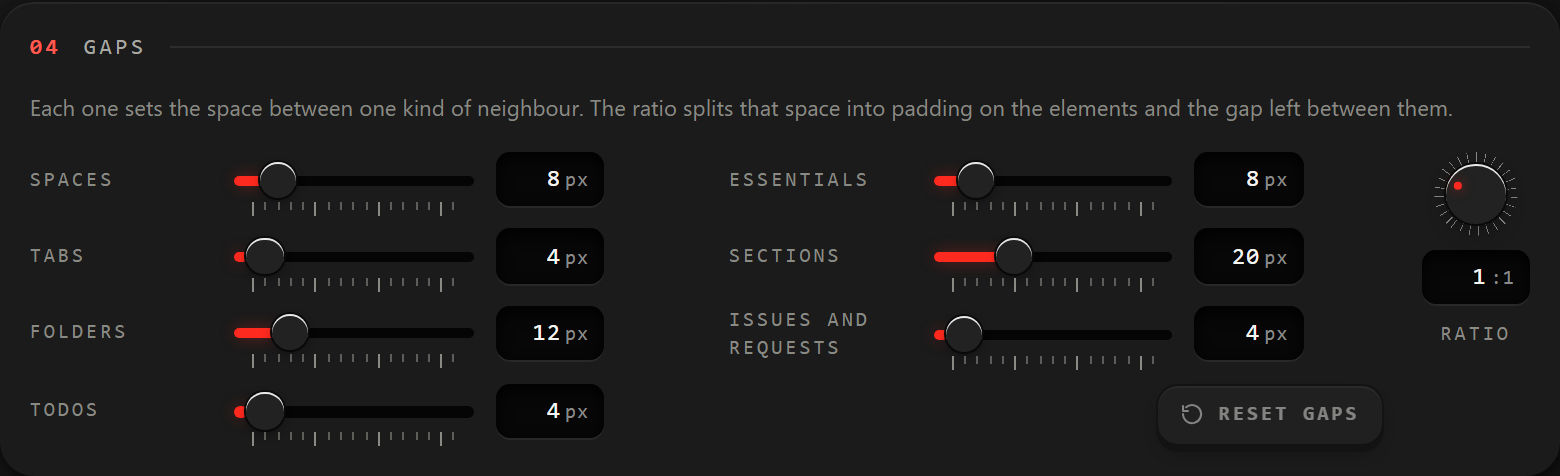 04 GAPS
Each one sets the space between one kind of neighbour. The ratio splits that space into padding on the elements and the gap left between them.
SPACES 8 px
ESSENTIALS 8 px
TABS 4 px
SECTIONS 20 px
1 :1
FOLDERS 12 px
ISSUES AND
REQUESTS 4 px
RATIO
TODOS 4 px
RESET GAPS